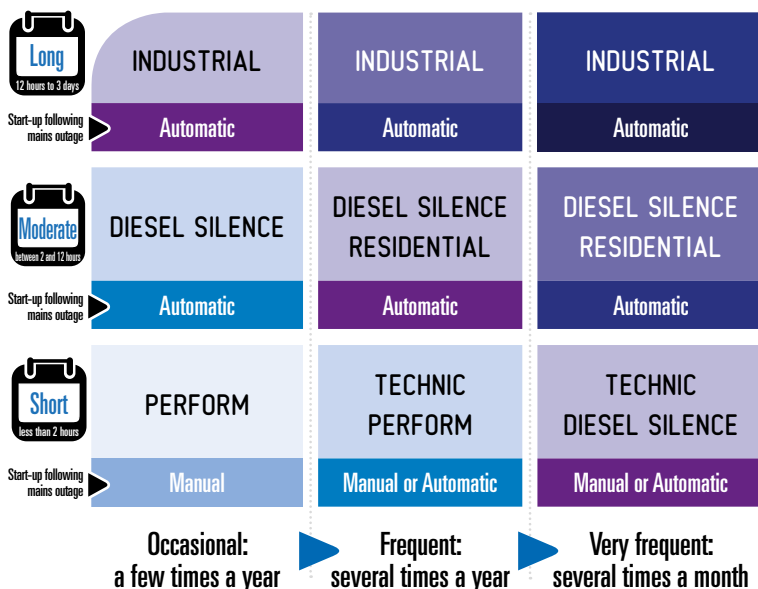 Long
12 hours to 3 days
INDUSTRIAL
INDUSTRIAL
INDUSTRIAL
Start-up following
mains outage
Automatic
Automatic
Automatic
Moderate
between 2 and 12 hours
DIESEL SILENCE
DIESEL SILENCE
RESIDENTIAL
DIESEL SILENCE
RESIDENTIAL
Start-up following
mains outage
Automatic
Automatic
Automatic
Short
less than 2 hours
PERFORM
TECHNIC
PERFORM
TECHNIC
DIESEL SILENCE
Start-up following
mains outage
Manual
Manual or Automatic
Manual or Automatic
Occasional:
a few times a year
Frequent:
several times a year
Very frequent:
several times a month